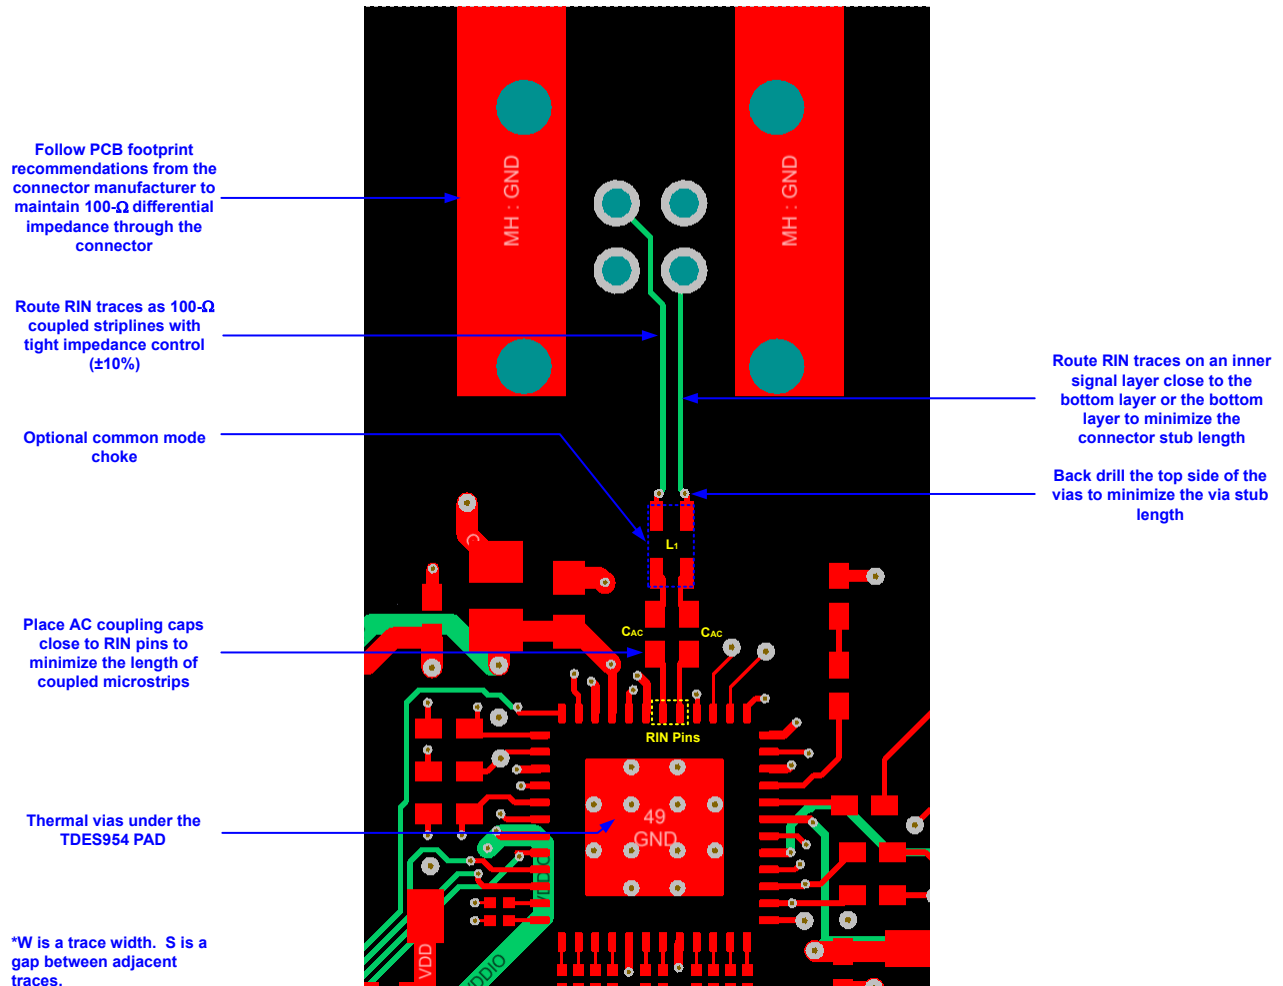 Follow PCB footprint
recommendations from the
connector manufacturer to
maintain 100-Ω differential
impedance through the
connector
Route RIN traces as 100-Ω
coupled striplines with
tight impedance control
(±10%)
Optional common mode
choke
Place AC coupling caps
close to RIN pins to
minimize the length of
coupled microstrips
Thermal vias under the
TDES954 PAD
*W is a trace width.  S is a
gap between adjacent
traces.
MH : GND
MH : GND
L1
CAC
CAC
RIN Pins
49
GND
VDD
VDDIO
Route RIN traces on an inner
signal layer close to the
bottom layer or the bottom
layer to minimize the
connector stub length
Back drill the top side of the
vias to minimize the via stub
length